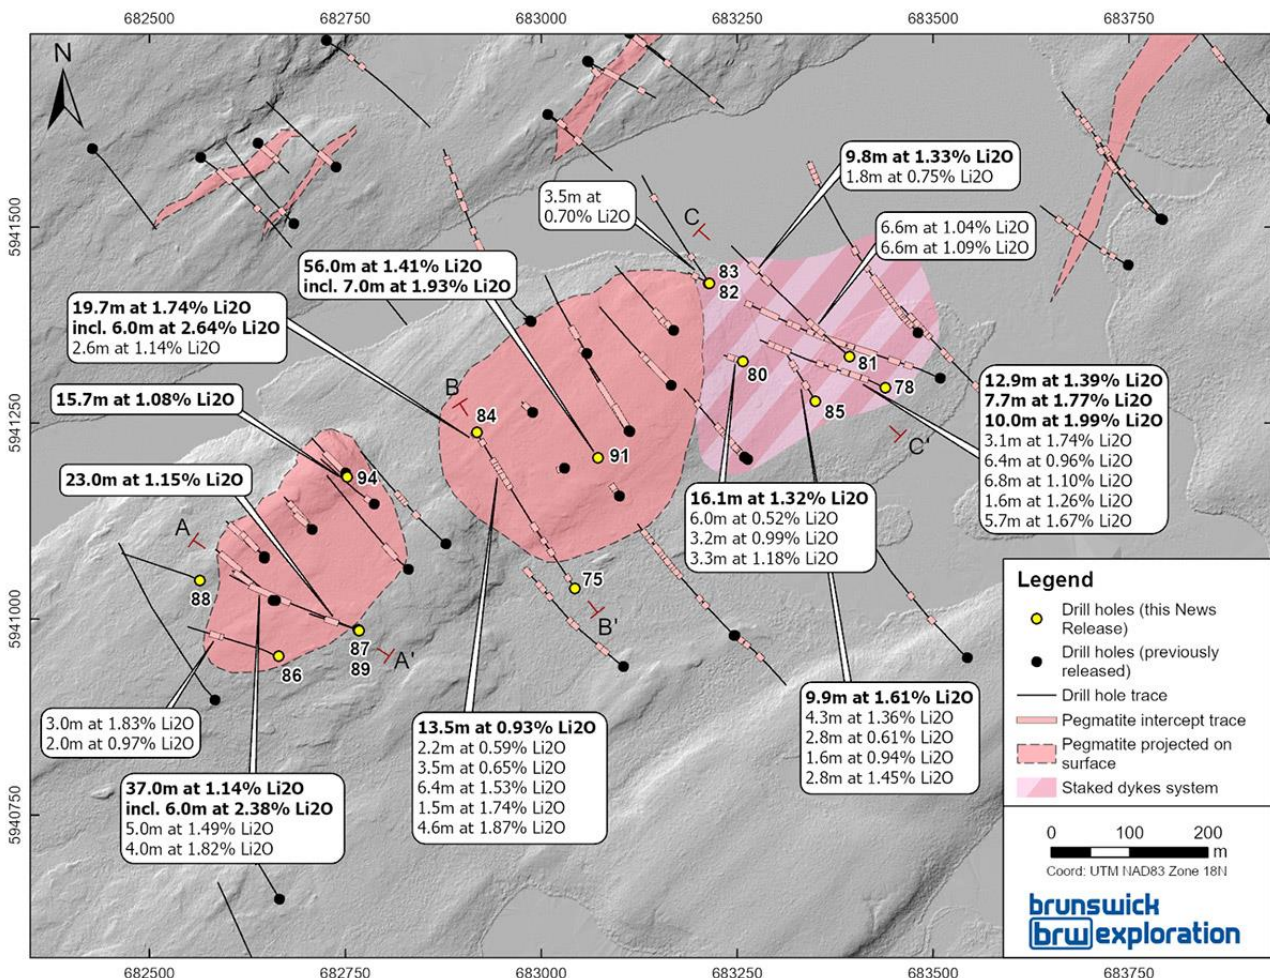 682500 682750 683000 683250 683500 683750
N
5941500
5941250
5941000
5940750
9.8m at 1.33% Li2O
1.8m at 0.75% Li2O
3.5m at
0.70% Li2O
C
6.6m at 1.04% Li2O
6.6m at 1.09% Li2O
56.0m at 1.41% Li2O
incl. 7.0m at 1.93% Li2O
83
82
19.7m at 1.74% Li2O
incl. 6.0m at 2.64% Li2O
2.6m at 1.14% Li2O
81
80
78
85
12.9m at 1.39% Li2O
7.7m at 1.77% Li2O
10.0m at 1.99% Li2O
3.1m at 1.74% Li2O
6.4m at 0.96% Li2O
6.8m at 1.10% Li2O
1.6m at 1.26% Li2O
5.7m at 1.67% Li2O
B
84
15.7m at 1.08% Li2O
C'
91
94
23.0m at 1.15% Li2O
16.1m at 1.32% Li2O
6.0m at 0.52% Li2O
3.2m at 0.99% Li2O
3.3m at 1.18% Li2O
A
88
75
B'
87
89
A'
86
3.0m at 1.83% Li2O
2.0m at 0.97% Li2O
13.5m at 0.93% Li2O
2.2m at 0.59% Li2O
3.5m at 0.65% Li2O
6.4m at 1.53% Li2O
1.5m at 1.74% Li2O
4.6m at 1.87% Li2O
9.9m at 1.61% Li2O
4.3m at 1.36% Li2O
2.8m at 0.61% Li2O
1.6m at 0.94% Li2O
2.8m at 1.45% Li2O
37.0m at 1.14% Li2O
incl. 6.0m at 2.38% Li2O
5.0m at 1.49% Li2O
4.0m at 1.82% Li2O
Legend
Drill holes (this News
Release)
Drill holes (previously
released)
Drill hole trace
Pegmatite intercept trace
Pegmatite projected on
surface
Staked dykes system
0 100 200
m
Coord: UTM NAD83 Zone 18N
brunswick
brw exploration
682500 682750 683000 683250 683500 683750